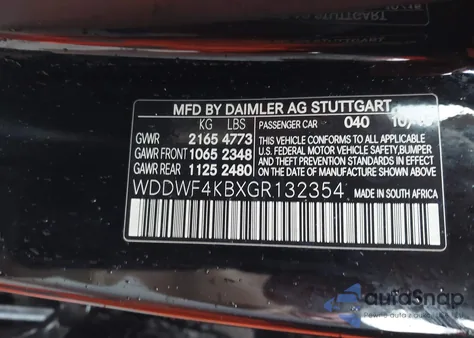 MFD BY DAIMLER AG STUTTGART
KG LBS PASSENGER CAR 040
GVWR 2165 4773 THIS VEHICLE CONFORMS TO ALL APPLICABLE
GAWR FRONT 1065 2348 U.S. FEDERAL MOTOR VEHICLE SAFETY, BUMPER
GAWR REAR 1125 2480 AND THEFT PREVENTION STANDARDS IN EFFECT
ON THE DATE OF MANUFACTURE SHOWN ABOVE.
WDDWF4KBXGR132354 MADE IN SOUTH AFRICA
autoSnap